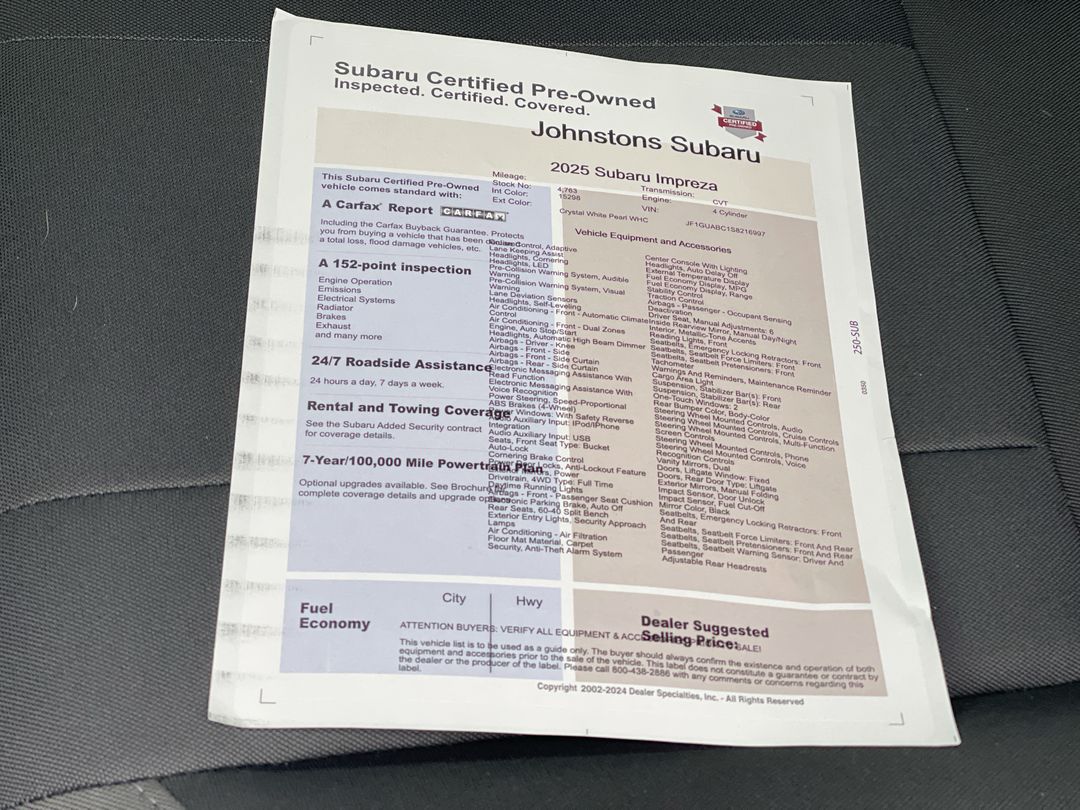 Subaru Certified Pre-Owned
Inspected. Certified. Covered.
SUBARU
CERTIFIED
PRE-OWNED
Johnstons Subaru
2025 Subaru Impreza
Mileage: 4,763
Stock No: 15298
Int Color:
Ext Color: Crystal White Pearl WHC
Transmission: CVT
Engine: 4 Cylinder
VIN: JF1GUABC1S8216997
This Subaru Certified Pre-Owned
vehicle comes standard with:
A Carfax® Report CARFAX
Including the Carfax Buyback Guarantee. Protects
you from buying a vehicle that has been
a total loss, flood damage vehicles, etc.
A 152-point inspection
Engine Operation
Emissions
Electrical Systems
Radiator
Brakes
Exhaust
and many more
24/7 Roadside Assistance
24 hours a day, 7 days a week.
Rental and Towing Coverage
See the Subaru Added Security contract
for coverage details.
7-Year/100,000 Mile Powertrain Plan
Optional upgrades available. See Brochure for
complete coverage details and upgrade options.
Vehicle Equipment and Accessories
Cruise Control, Adaptive
Lane Keeping Assist
Headlights, Cornering
Headlights, LED
Pre-Collision Warning System, Audible
Warning
Pre-Collision Warning System, Visual
Warning
Lane Deviation Sensors
Headlights, Self-Leveling
Air Conditioning - Front - Automatic Climate
Control
Air Conditioning - Front - Dual Zones
Engine, Auto Stop/Start
Headlights, Automatic High Beam Dimmer
Airbags - Driver - Knee
Airbags - Front - Side
Airbags - Front - Side Curtain
Airbags - Rear - Side Curtain
Electronic Messaging Assistance With
Read Function
Electronic Messaging Assistance With
Voice Recognition
Power Steering, Speed-Proportional
ABS Brakes (4-Wheel)
Power Windows: With Safety Reverse
Audio Auxiliary Input: IPod/IPhone
Integration
Audio Auxiliary Input: USB
Seats, Front Seat Type: Bucket
Auto-Lock
Cornering Brake Control
Power Door Locks, Anti-Lockout Feature
Exterior Mirrors, Power
Drivetrain, 4WD Type: Full Time
Daytime Running Lights
Airbags - Front - Passenger Seat Cushion
Electronic Parking Brake, Auto Off
Rear Seats, 60-40 Split Bench
Exterior Entry Lights, Security Approach
Lamps
Air Conditioning - Air Filtration
Floor Mat Material, Carpet
Security, Anti-Theft Alarm System
Center Console With Lighting
Headlights, Auto Delay Off
External Temperature Display
Fuel Economy Display, MPG
Fuel Economy Display, Range
Stability Control
Traction Control
Airbags - Passenger - Occupant Sensing
Deactivation
Driver Seat, Manual Adjustments: 6
Inside Rearview Mirror, Manual Day/Night
Interior, Metallic-Tone Accents
Reading Lights, Front
Seatbelts, Emergency Locking Retractors: Front
Seatbelts, Seatbelt Force Limiters: Front
Seatbelts, Seatbelt Pretensioners: Front
Tachometer
Warnings And Reminders, Maintenance Reminder
Cargo Area Light
Suspension, Stabilizer Bar(s): Front
Suspension, Stabilizer Bar(s): Rear
One-Touch Windows: 2
Rear Bumper Color, Body-Color
Steering Wheel Mounted Controls, Audio
Steering Wheel Mounted Controls, Cruise Controls
Steering Wheel Mounted Controls, Multi-Function
Screen Controls
Steering Wheel Mounted Controls, Phone
Steering Wheel Mounted Controls, Voice
Recognition Controls
Vanity Mirrors, Dual
Doors, Liftgate Window: Fixed
Doors, Rear Door Type: Liftgate
Exterior Mirrors, Manual Folding
Impact Sensor, Door Unlock
Impact Sensor, Fuel Cut-Off
Mirror Color, Black
Seatbelts, Emergency Locking Retractors: Front
And Rear
Seatbelts, Seatbelt Force Limiters: Front And Rear
Seatbelts, Seatbelt Pretensioners: Front And Rear
Seatbelts, Seatbelt Warning Sensor: Driver And
Passenger
Adjustable Rear Headrests
250-SUB
0350
Fuel
Economy
City
Hwy
Dealer Suggested
Selling Price:
ATTENTION BUYERS: VERIFY ALL EQUIPMENT & SALE!
This vehicle list is to be used as a guide only. The buyer should always confirm the existence and operation of both
equipment and accessories prior to the sale of the vehicle. This label does not constitute a guarantee or contract by
the dealer or the producer of the label. Please call 800-438-2886 with any comments or concerns regarding this
label.
Copyright 2002-2024 Dealer Specialties, Inc. - All Rights Reserved